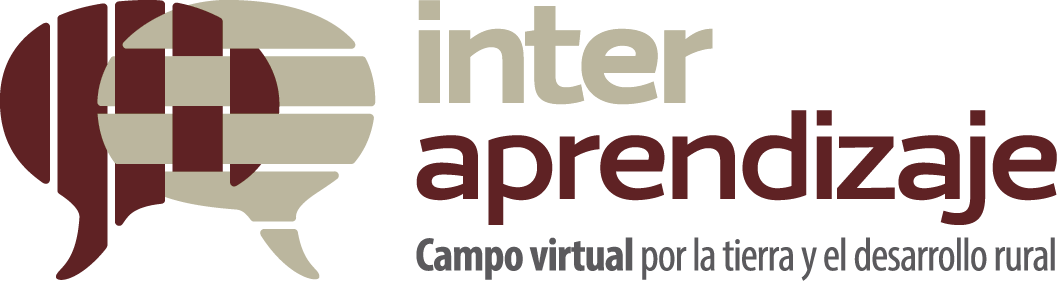 inter
aprendizaje
Campo virtual por la tierra y el desarrollo rural